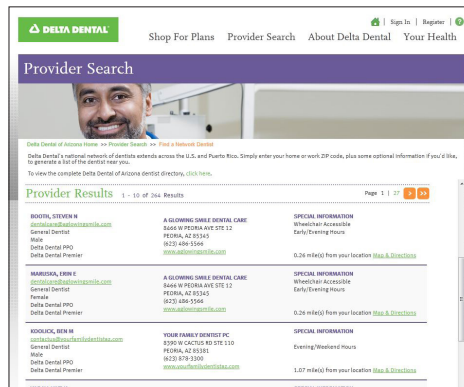 DELTA DENTAL
Sign In | Register |
Shop For Plans Provider Search About Delta Dental Your Health
Provider Search
Delta Dental of Arizona Home >> Provider Search >> Find a Network Dentist
Delta Dental's national network of dentists extends across the U.S. and Puerto Rico. Simply enter your home or work ZIP code, plus some optional information if you'd like,
to generate a list of the dentist near you.
To view the complete Delta Dental of Arizona dentist directory, click here.
Provider Results 1 - 10 of 264 Results Page 1 | 27 > >>
BOOTH, STEVEN N
dentalcare@aglowingsmile.com
General Dentist
Male
Delta Dental PPO
Delta Dental Premier
A GLOWING SMILE DENTAL CARE
8466 W PEORIA AVE STE 12
PEORIA, AZ 85345
(623) 486-5566
www.aglowingsmile.com
SPECIAL INFORMATION
Wheelchair Accessible
Early/Evening Hours
0.26 mile(s) from your location Map & Directions
MARUSKA, ERIN E
dentalcare@aglowingsmile.com
General Dentist
Female
Delta Dental PPO
Delta Dental Premier
A GLOWING SMILE DENTAL CARE
8466 W PEORIA AVE STE 12
PEORIA, AZ 85345
(623) 486-5566
www.aglowingsmile.com
SPECIAL INFORMATION
Wheelchair Accessible
Early/Evening Hours
0.26 mile(s) from your location Map & Directions
KOOLICK, BEN M
contactus@yourfamilydentistaz.com
General Dentist
Male
Delta Dental PPO
Delta Dental Premier
YOUR FAMILY DENTIST PC
8390 W CACTUS RD STE 110
PEORIA, AZ 85381
(623) 878-3300
www.yourfamilydentistaz.com
SPECIAL INFORMATION
Evening/Weekend Hours
1.07 mile(s) from your location Map & Directions